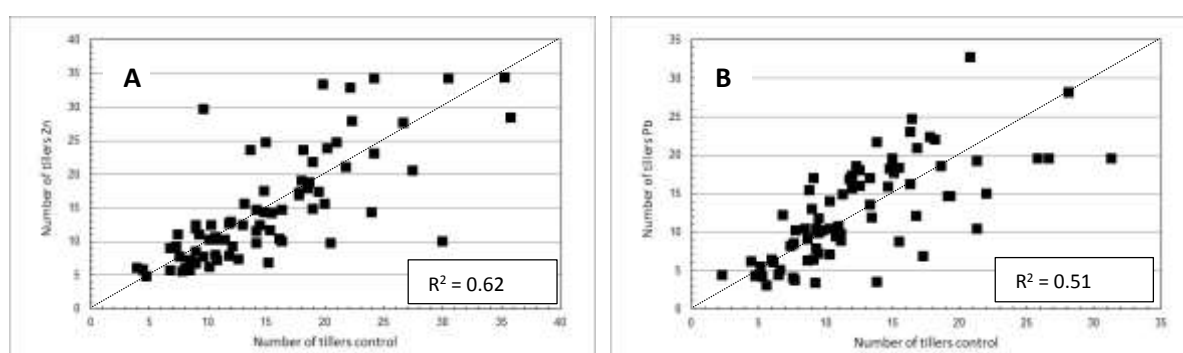 40
35
30
25
20
15
10
5
0
Number of tillers Zn
A
R² = 0.62
0 5 10 15 20 25 30 35 40
Number of tillers control
35
30
25
20
15
10
5
0
Number of tillers Pb
B
R² = 0.51
0 5 10 15 20 25 30 35
Number of tillers control